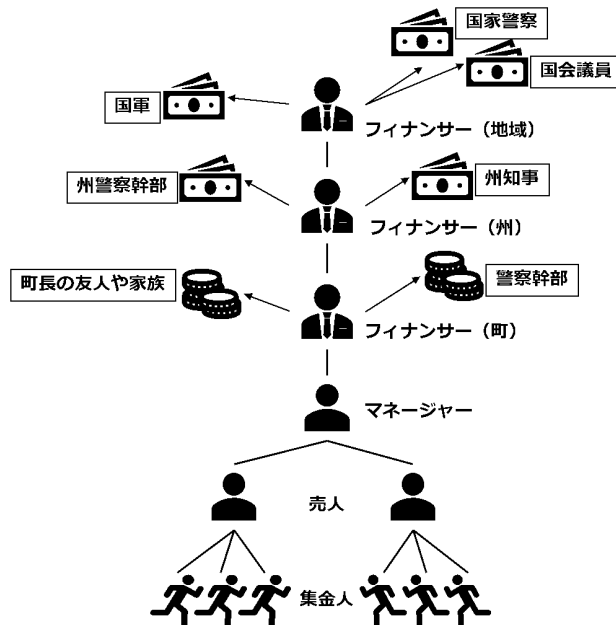 国家警察
国会議員
国軍
フィナンサー（地域）
州警察幹部
州知事
フィナンサー（州）
町長の友人や家族
警察幹部
フィナンサー（町）
マネージャー
売人
集金人